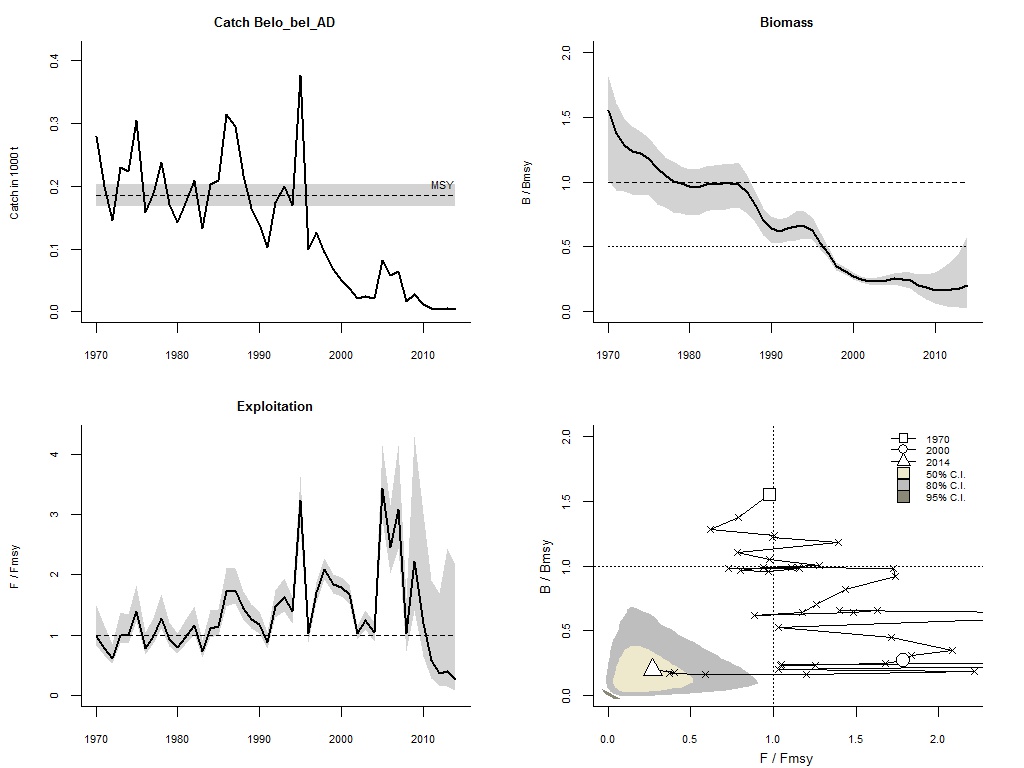 Catch Belo_bel_AD
Catch in 1000 t
0.4
0.3
0.2
0.1
0.0
MSY
1970 1980 1990 2000 2010
Biomass
B / Bmsy
2.0
1.5
1.0
0.5
0.0
1970 1980 1990 2000 2010
Exploitation
F / Fmsy
4
3
2
1
0
1970 1980 1990 2000 2010
B / Bmsy
2.0
1.5
1.0
0.5
0.0
1970
2000
2014
50% C.I.
80% C.I.
95% C.I.
0.0 0.5 1.0 1.5 2.0
F / Fmsy